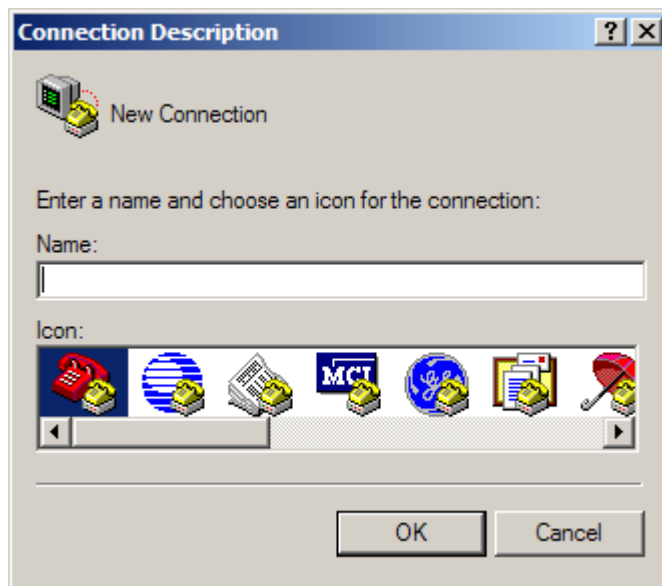 Connection Description
New Connection
Enter a name and choose an icon for the connection:
Name:
Icon:
MCI
OK
Cancel